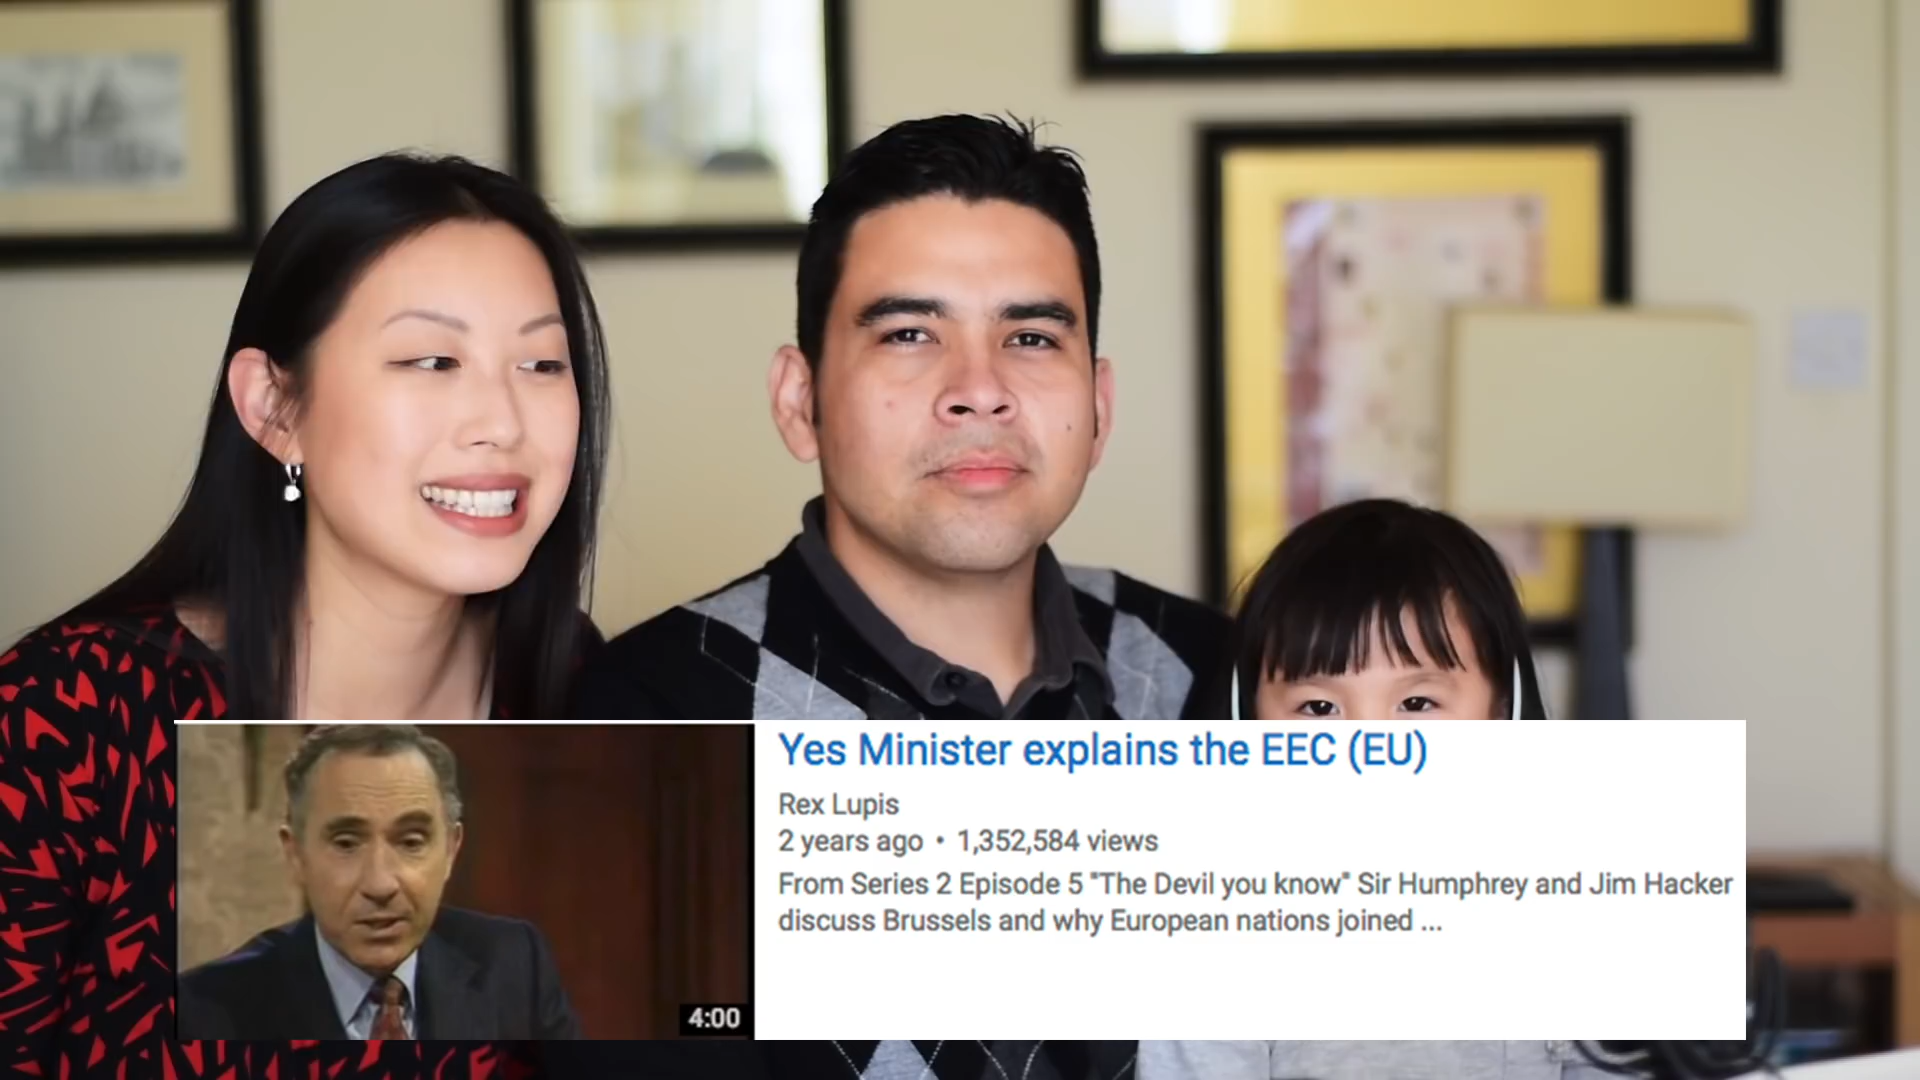 Yes Minister explains the EEC (EU)
Rex Lupis
2 years ago • 1,352,584 views
From Series 2 Episode 5 "The Devil you know" Sir Humphrey and Jim Hacker
discuss Brussels and why European nations joined ...
4:00